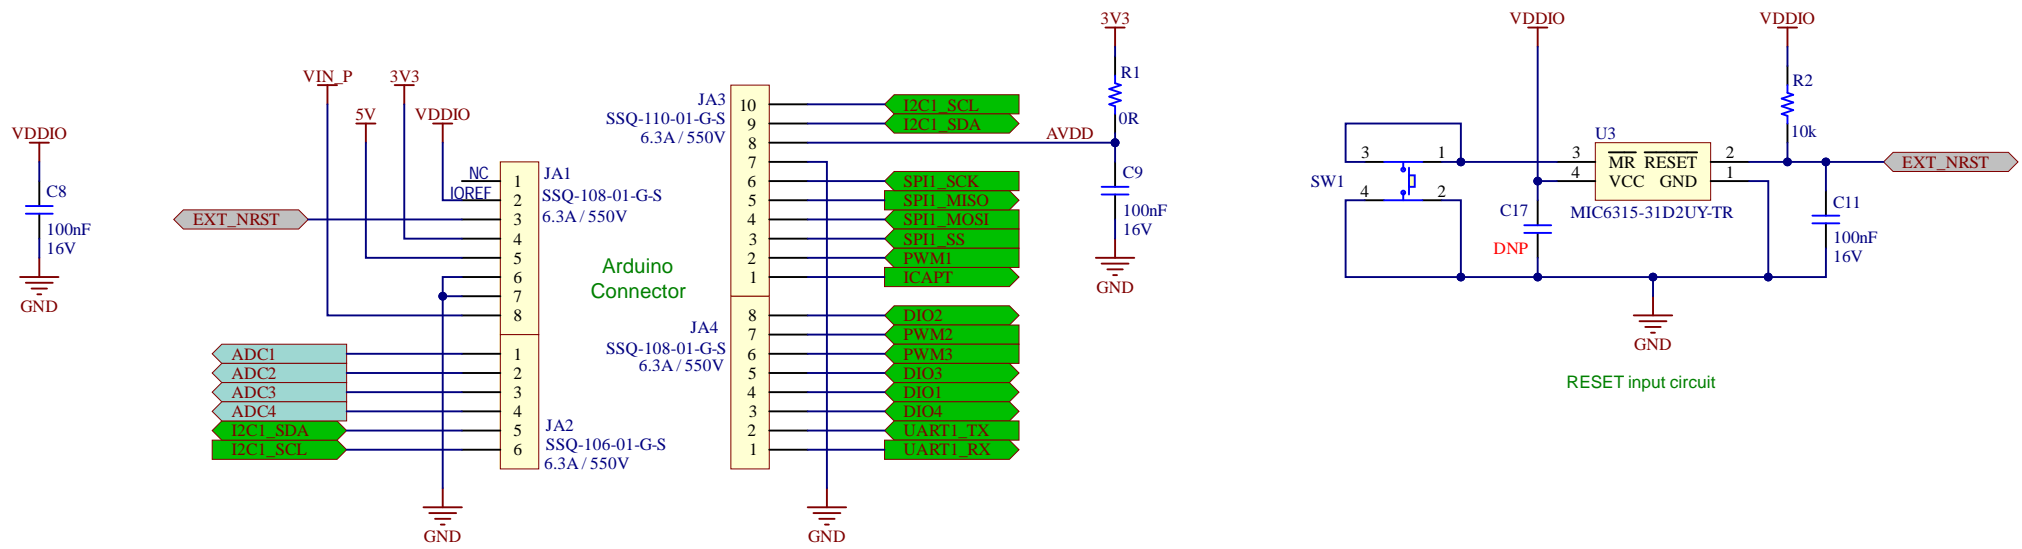 VDDIO
C8
100nF
16V
GND
VIN_P
3V3
5V
VDDIO
NC
IOREF
EXT_NRST
1
2
3
4
5
6
7
8
JA1
SSQ-108-01-G-S
6.3A / 550V
Arduino
Connector
ADC1
ADC2
ADC3
ADC4
I2C1_SDA
I2C1_SCL
1
2
3
4
5
6
JA2
SSQ-106-01-G-S
6.3A / 550V
GND
JA3
SSQ-110-01-G-S
6.3A / 550V
10
9
8
7
6
5
4
3
2
1
I2C1_SCL
I2C1_SDA
AVDD
SPI1_SCK
SPI1_MISO
SPI1_MOSI
SPI1_SS
PWM1
ICAPT
JA4
SSQ-108-01-G-S
6.3A / 550V
8
7
6
5
4
3
2
1
DIO2
PWM2
PWM3
DIO3
DIO1
DIO4
UART1_TX
UART1_RX
GND
3V3
R1
0R
C9
100nF
16V
GND
VDDIO
VDDIO
R2
10k
3
1
SW1
4
2
U3
3
MR RESET
2
4
VCC GND
1
MIC6315-31D2UY-TR
EXT_NRST
C17
DNP
C11
100nF
16V
GND
RESET input circuit